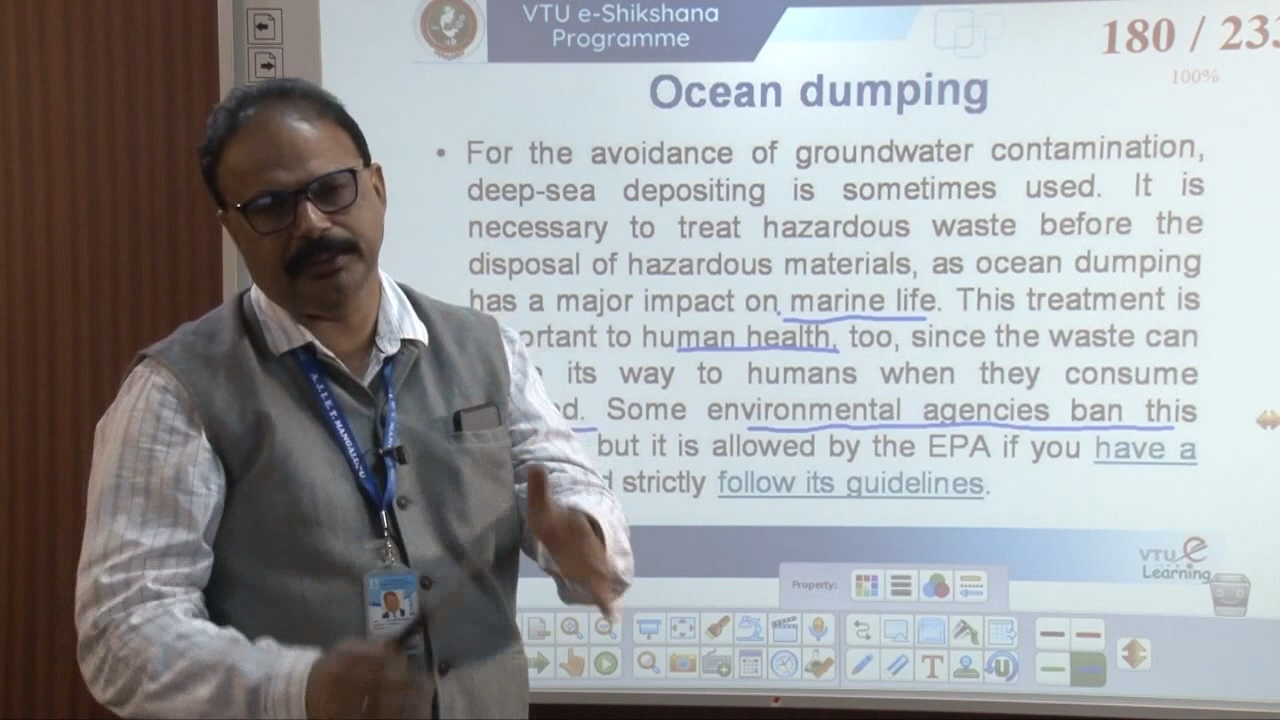 VTU e-Shikshana
Programme
180 / 233
100%
Ocean dumping
• For the avoidance of groundwater contamination,
deep-sea depositing is sometimes used. It is
necessary to treat hazardous waste before the
disposal of hazardous materials, as ocean dumping
has a major impact on marine life. This treatment is
to human health, too, since the waste can
its way to humans when they consume
Some environmental agencies ban this
but it is allowed by the EPA if you have a
strictly follow its guidelines.
VTU e
Learning
Property:
A.J.I.E.T. MANGALURU